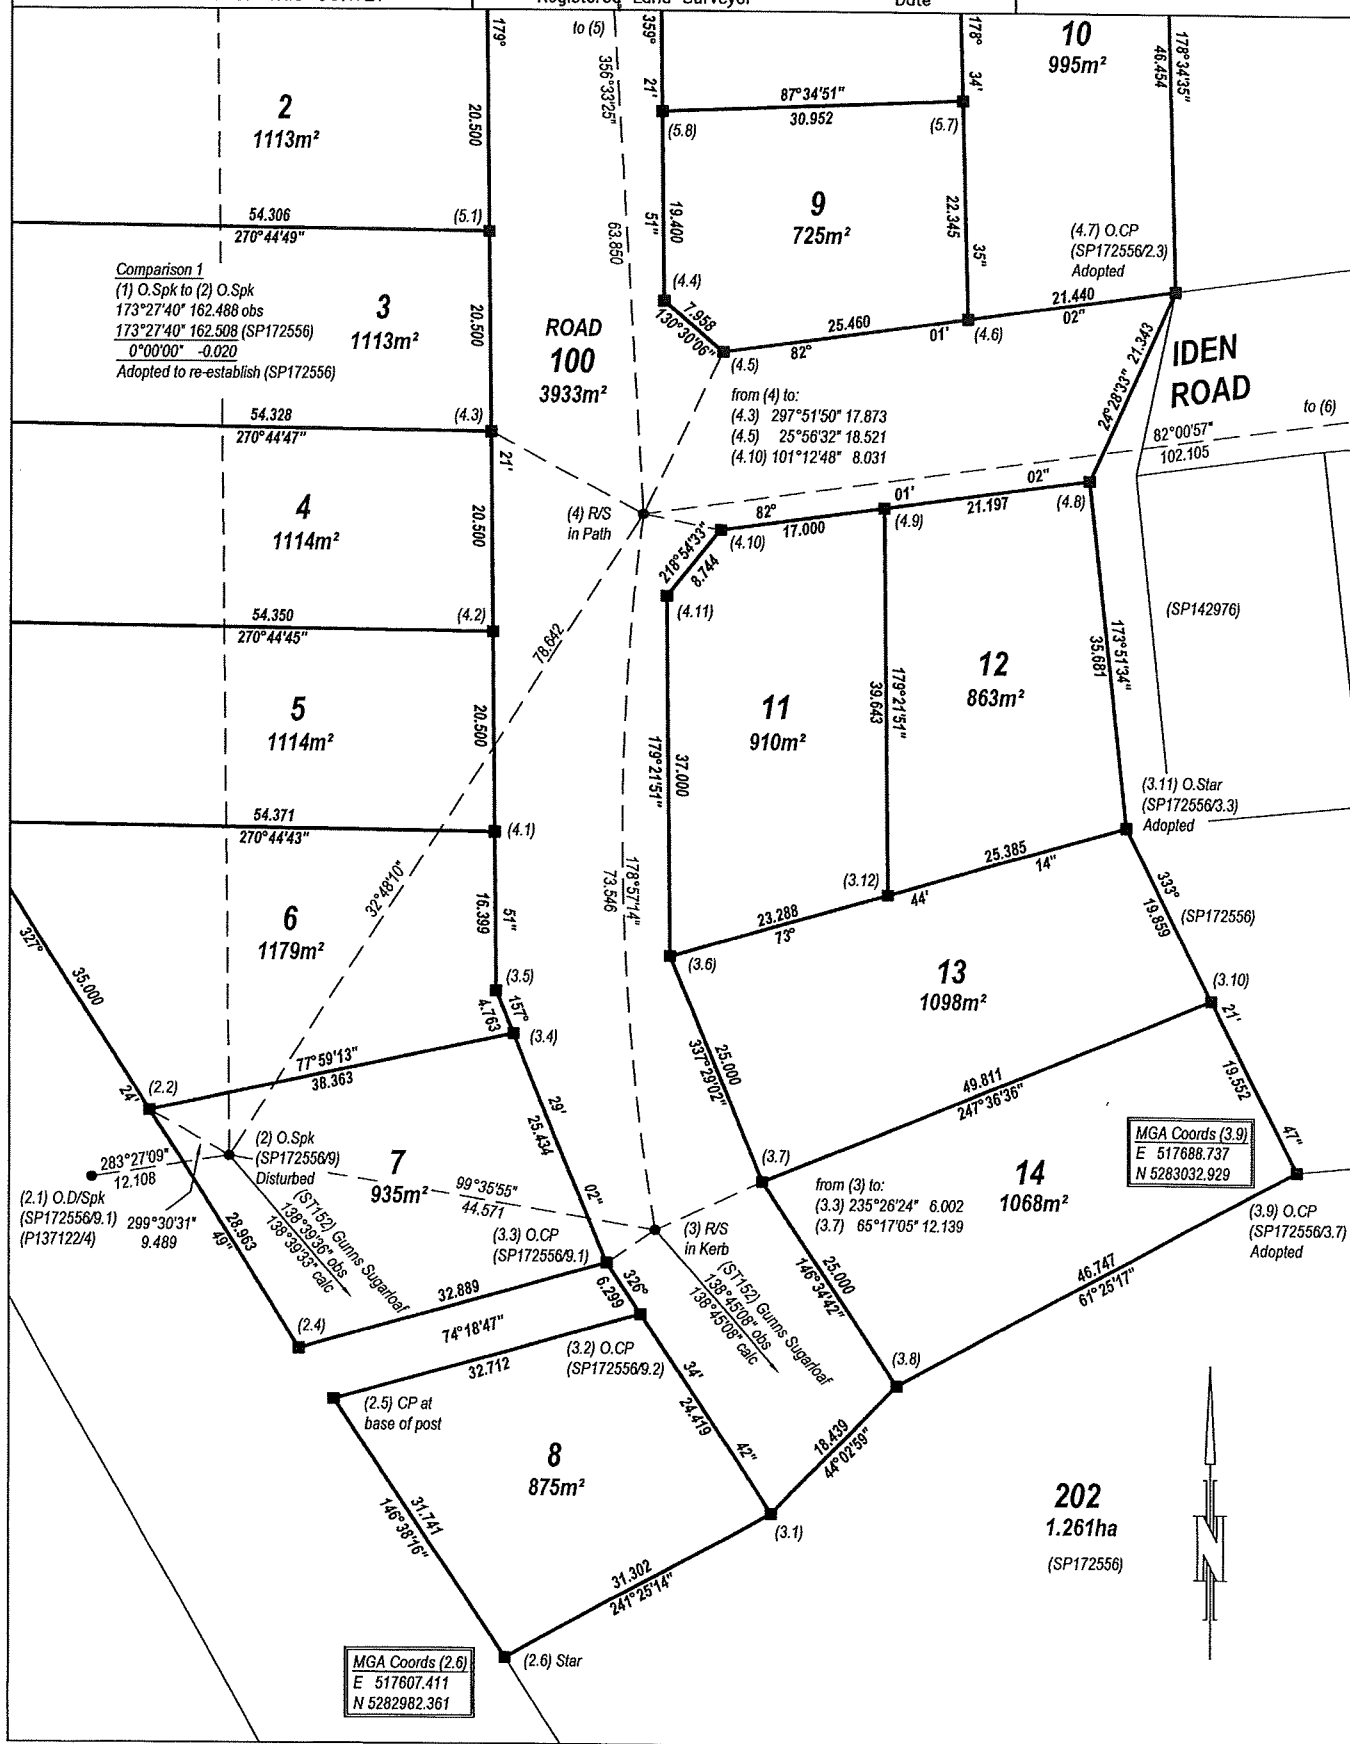 Registered Land Surveyor
Date
179°
to (5)
359°
178°
10
995m²
178°34'35"
46.454
356°33'25"
2
1113m²
20.500
21'
87°34'51"
30.952
34'
(5.8)
(5.7)
54.306
(5.1)
270°44'49"
63.850
51"
19.400
9
725m²
22.345
35"
(4.7) O.CP
(SP172556/2.3)
Adopted
Comparison 1
(1) O.Spk to (2) O.Spk
173°27'40" 162.488 obs
173°27'40" 162.508 (SP172556)
0°00'00" -0.020
Adopted to re-establish (SP172556)
3
1113m²
20.500
ROAD
100
3933m²
(4.4)
7.958
130°30'06"
(4.5)
25.460
82°
01'
(4.6)
21.440
02"
24°28'33" 21.343
IDEN
ROAD
from (4) to:
(4.3) 297°51'50" 17.873
(4.5) 25°56'32" 18.521
(4.10) 101°12'48" 8.031
to (6)
82°00'57"
102.105
54.328
(4.3)
270°44'47"
21'
4
1114m²
20.500
(4) R/S
in Path
82°
17.000
(4.10)
01'
(4.9)
02"
21.197
(4.8)
218°54'33"
8.744
(4.11)
54.350
(4.2)
270°44'45"
78.642
(SP142976)
5
1114m²
20.500
179°21'51"
37.000
11
910m²
179°21'51"
39.643
12
863m²
173°51'34"
35.681
(3.11) O.Star
(SP172556/3.3)
Adopted
54.371
(4.1)
270°44'43"
32°48'10"
178°57'14"
73.546
(3.12)
25.385
14"
44'
333°
19.859
(SP172556)
6
1179m²
16.399
51"
23.288
73°
(3.6)
327°
35.000
(3.5)
4.763
157°
(3.4)
13
1098m²
(3.10)
21'
77°59'13"
38.363
(2.2)
24'
25.000
337°29'02"
49.811
247°36'36"
19.552
47"
29'
25.434
02"
283°27'09"
12.108
(2) O.Spk
(SP172556/9)
Disturbed
(2.1) O.D/Spk
(SP172556/9.1)
(P137122/4)
299°30'31"
9.489
7
935m²
99°35'55"
44.571
(3.7)
from (3) to:
(3.3) 235°26'24" 6.002
(3.7) 65°17'05" 12.139
14
1068m²
MGA Coords (3.9)
E 517688.737
N 5283032.929
(3.9) O.CP
(SP172556/3.7)
Adopted
28.963
49"
(ST152) Gunns Sugarloaf
138°39'36" obs
138°39'33" calc
(3.3) O.CP
(SP172556/9.1)
(3) R/S
in Kerb
(ST152) Gunns Sugarloaf
138°45'08" obs
138°45'08" calc
326°
6.299
32.889
(2.4)
74°18'47"
32.712
(3.2) O.CP
(SP172556/9.2)
25.000
146°34'42"
46.747
61°25'17"
(3.8)
(2.5) CP at
base of post
34'
24.419
42"
8
875m²
18.439
44°02'59"
(3.1)
31.741
146°38'16"
31.302
241°25'14"
202
1.261ha
(SP172556)
N
(2.6) Star
MGA Coords (2.6)
E 517607.411
N 5282982.361